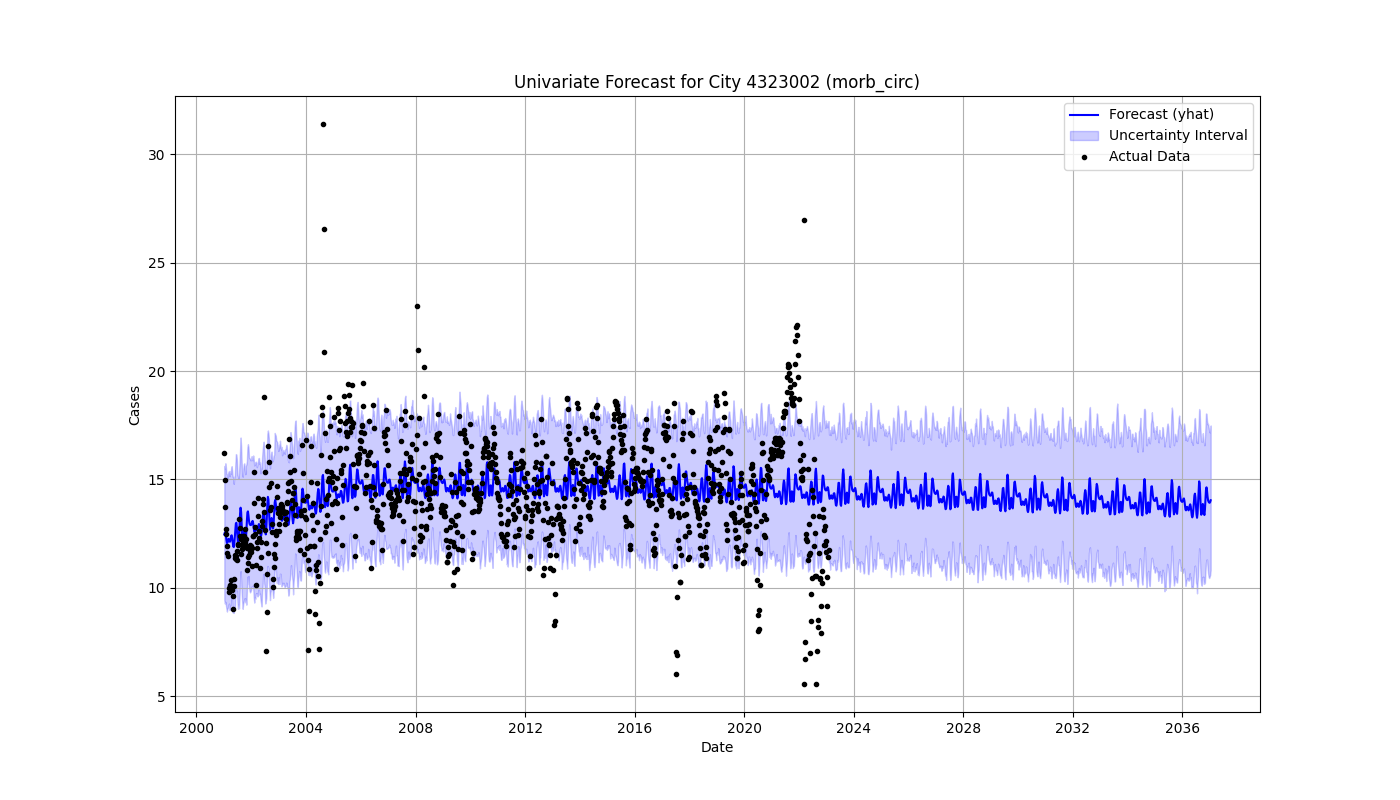 Univariate Forecast for City 4323002 (morb_circ)
Forecast (yhat)
Uncertainty Interval
Actual Data
Cases
30
25
20
15
10
5
2000 2004 2008 2012 2016 2020 2024 2028 2032 2036
Date